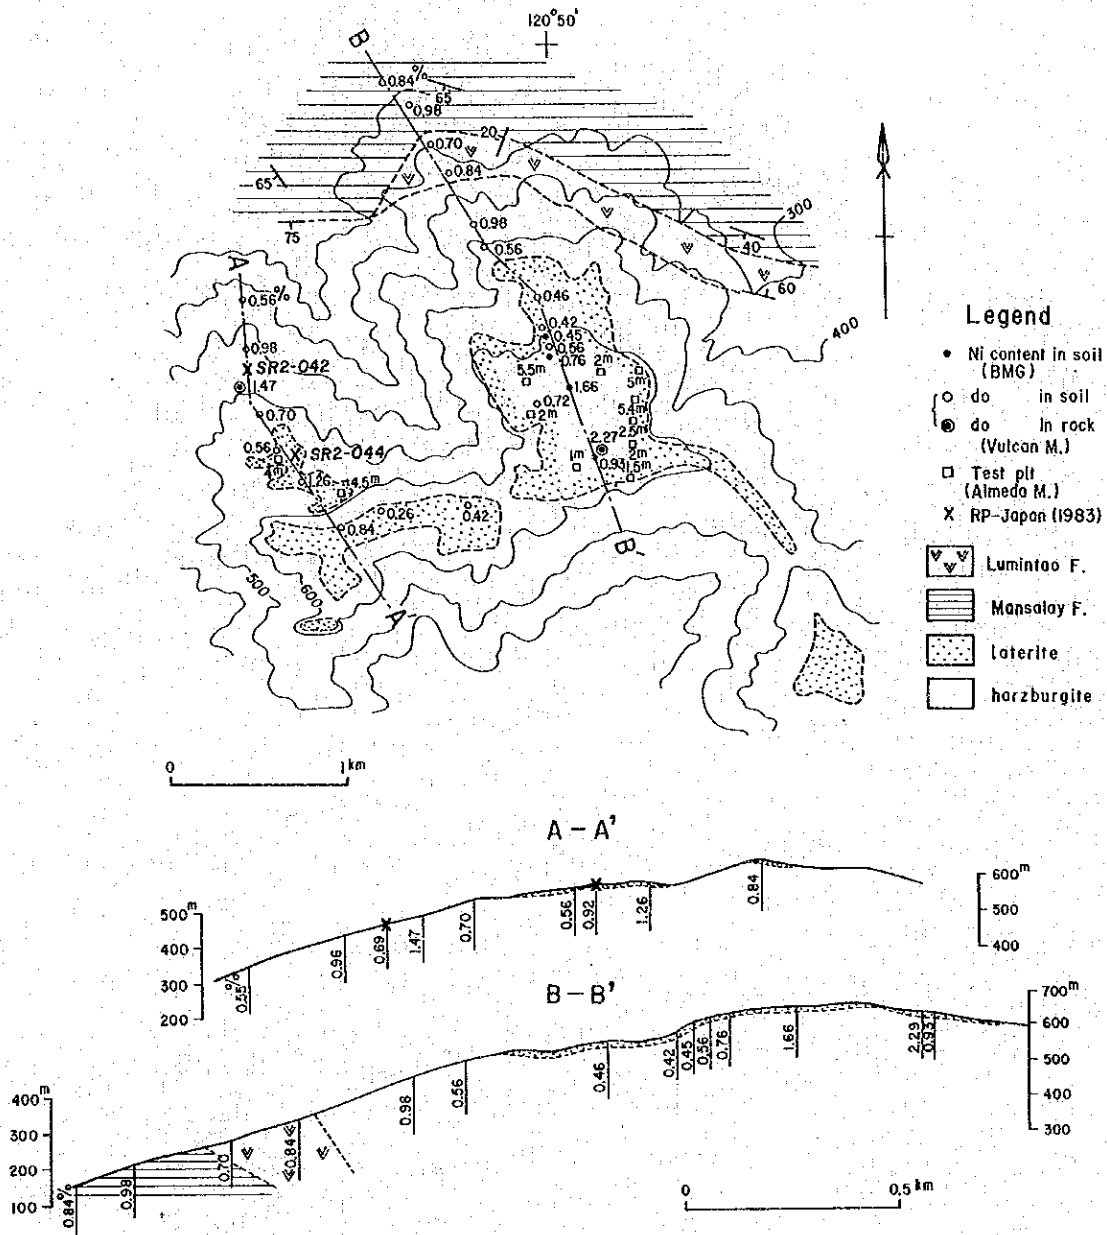 120°50'
B
0.84%
65
0.98
20
0.70
0.84
65
75
0.98
300
40
0.56
60
A
0.56%
0.46
400
0.42
0.45
0.98
0.56
0.76
2m
SR2-042
5.5m
5m
1.47
1.66
0.72
5.4m
0.70
2m
2.5m
0.56
SR2-044
2.27
2m
4m
1m
0.93
1.5m
1.26
4.5m
0.26
0.42
0.84
B'
500
600
A'
Legend
Ni content in soil
(BMG)
do in soil
do In rock
(Vulcan M.)
Test pit
(Almeda M.)
X RP-Japan (1983)
Lumintao F.
Mansalay F.
laterite
harzburgite
0 1 km
A - A'
600m
500
400
500m
400
300
200
0.55%
0.96
0.69
1.47
0.70
0.56
0.92
1.26
0.84
B - B'
700m
600
500
400
300
400m
300
200
100
0.84%
0.98
0.70
0.84
0.98
0.56
0.46
0.42
0.45
0.56
0.76
1.66
2.29
0.93
0 0.5 km